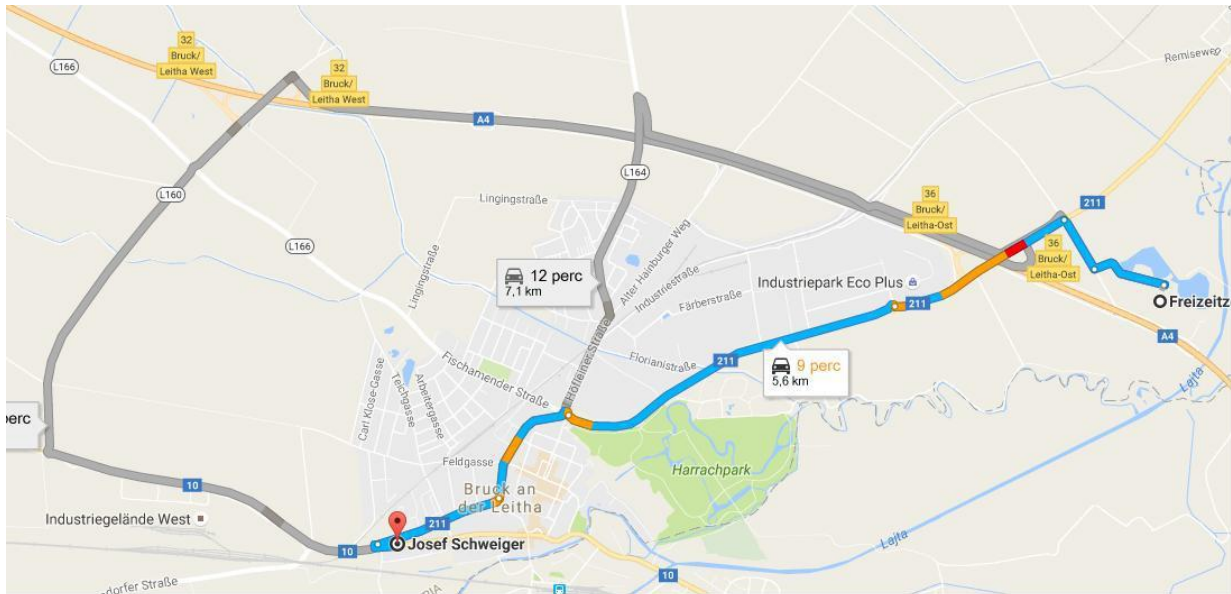 32
Bruck/
Leitha West
L166
32
Bruck/
Leitha West
A4
Remiseweg
L160
L164
Lingingstraße
36
Bruck/
Leitha-Ost
211
L166
Lingingstraße
Alter Hainburger Weg
Industriestraße
36
Bruck/
Leitha-Ost
12 perc
7,1 km
Industriepark Eco Plus
Färberstraße
211
Freizeitz
A4
Höfleiner Straße
Florianistraße
211
9 perc
5,6 km
Fischamender Straße
Carl Klose-Gasse
Teichgasse
Arbeitergasse
perc
Lajta
Feldgasse
Harrachpark
10
Bruck an
der Leitha
Industriegelände West
211
Josef Schweiger
10
Lajta
dorfer Straße
RIA